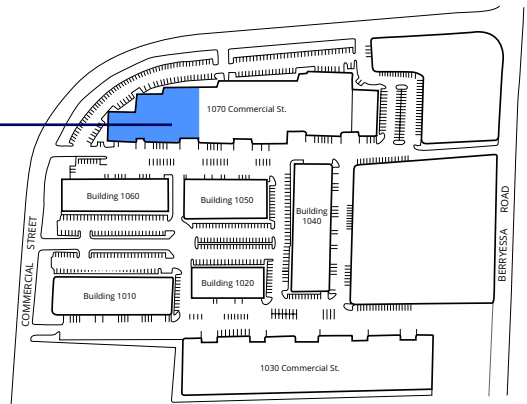 1070 Commercial St.
Building 1060
Building 1050
Building
1040
COMMERCIAL STREET
BERRYESSA ROAD
Building 1010
Building 1020
1030 Commercial St.